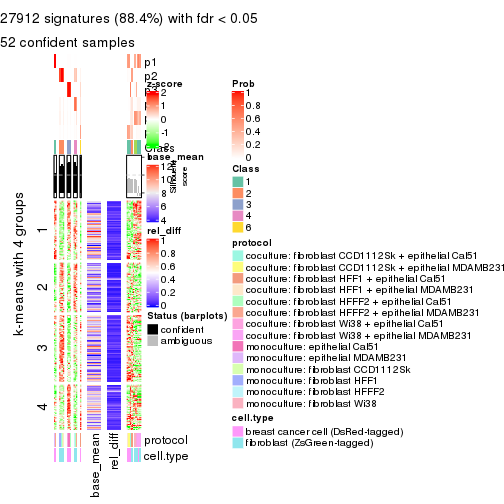 27912 signatures (88.4%) with fdr < 0.05
52 confident samples
p1
p2
z-score
2
1
0
-1
-2
Class
Silhouette
score
base_mean
12
10
8
6
4
rel_diff
1
0.8
0.6
0.4
0.2
0
Status (barplots)
confident
ambiguous
k-means with 4 groups
1
2
3
4
protocol
cell.type
base_mean
rel_diff
Prob
1
0.8
0.6
0.4
0.2
0
Class
1
2
3
4
6
protocol
coculture: fibroblast CCD1112Sk + epithelial Cal51
coculture: fibroblast CCD1112Sk + epithelial MDAMB231
coculture: fibroblast HFF1 + epithelial Cal51
coculture: fibroblast HFF1 + epithelial MDAMB231
coculture: fibroblast HFFF2 + epithelial Cal51
coculture: fibroblast HFFF2 + epithelial MDAMB231
coculture: fibroblast Wi38 + epithelial Cal51
coculture: fibroblast Wi38 + epithelial MDAMB231
monoculture: epithelial Cal51
monoculture: epithelial MDAMB231
monoculture: fibroblast CCD1112Sk
monoculture: fibroblast HFF1
monoculture: fibroblast HFFF2
monoculture: fibroblast Wi38
cell.type
breast cancer cell (DsRed-tagged)
fibroblast (ZsGreen-tagged)